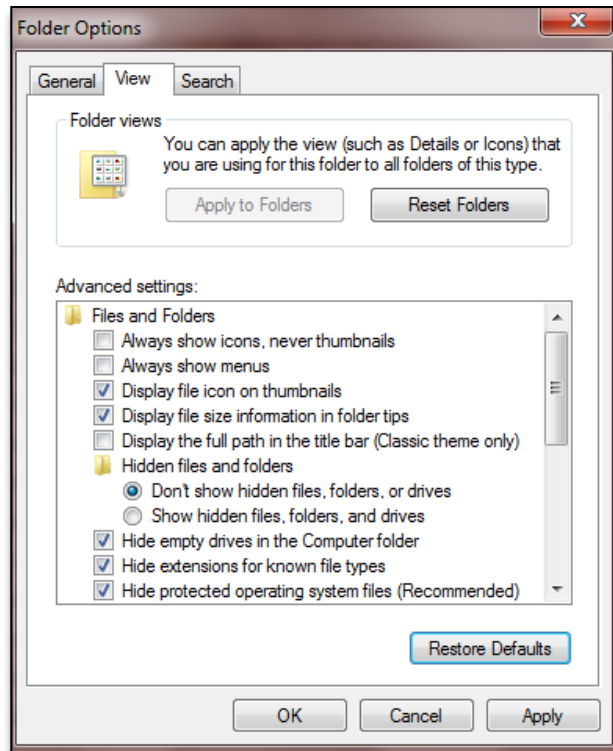 Folder Options
General View Search
Folder views
You can apply the view (such as Details or Icons) that
you are using for this folder to all folders of this type.
Apply to Folders Reset Folders
Advanced settings:
Files and Folders
Always show icons, never thumbnails
Always show menus
Display file icon on thumbnails
Display file size information in folder tips
Display the full path in the title bar (Classic theme only)
Hidden files and folders
Don't show hidden files, folders, or drives
Show hidden files, folders, and drives
Hide empty drives in the Computer folder
Hide extensions for known file types
Hide protected operating system files (Recommended)
Restore Defaults
OK Cancel Apply